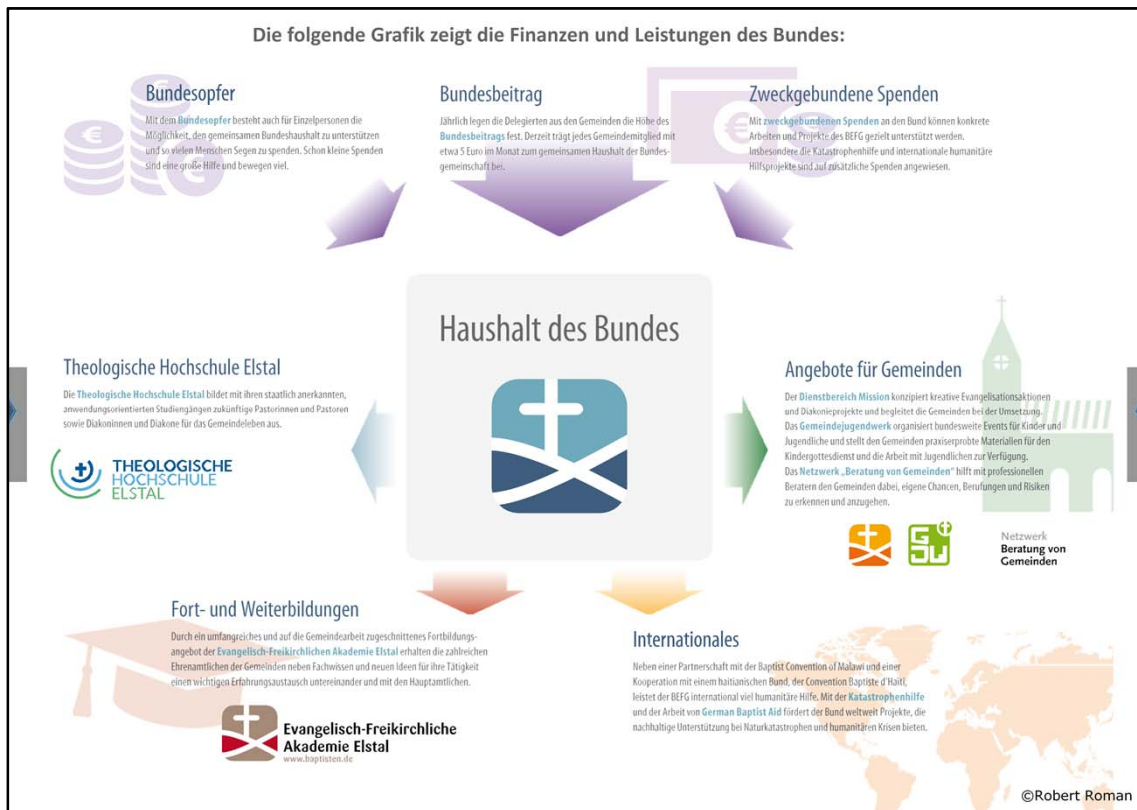 Die folgende Grafik zeigt die Finanzen und Leistungen des Bundes:
Bundesopfer
Mit dem Bundesopfer besteht auch für Einzelpersonen die
Möglichkeit, den gemeinsamen Bundeshaushalt zu unterstützen
und so vielen Menschen Segen zu spenden. Schon kleine Spenden
sind eine große Hilfe und bewegen viel.
Bundesbeitrag
Jährlich legen die Delegierten aus den Gemeinden die Höhe des
Bundesbeitrags fest. Derzeit trägt jedes Gemeindemitglied mit
etwa 5 Euro im Monat zum gemeinsamen Haushalt der Bundes-
gemeinschaft bei.
Zweckgebundene Spenden
Mit zweckgebundenen Spenden an den Bund können konkrete
Arbeiten und Projekte des BEFG gezielt unterstützt werden.
Insbesondere die Katastrophenhilfe und internationale humanitäre
Hilfsprojekte sind auf zusätzliche Spenden angewiesen.
Haushalt des Bundes
Theologische Hochschule Elstal
Die Theologische Hochschule Elstal bildet mit ihren staatlich anerkannten,
anwendungsorientierten Studiengängen zukünftige Pastorinnen und Pastoren
sowie Diakoninnen und Diakone für das Gemeindeleben aus.
THEOLOGISCHE
HOCHSCHULE
ELSTAL
Angebote für Gemeinden
Der Dienstbereich Mission konzipiert kreative Evangelisationsaktionen
und Diakonieprojekte und begleitet die Gemeinden bei der Umsetzung.
Das Gemeindejugendwerk organisiert bundesweite Events für Kinder und
Jugendliche und stellt den Gemeinden praxiserprobte Materialien für den
Kindergottesdienst und die Arbeit mit Jugendlichen zur Verfügung.
Das Netzwerk „Beratung von Gemeinden“ hilft mit professionellen
Beratern den Gemeinden dabei, eigene Chancen, Berufungen und Risiken
zu erkennen und anzugehen.
GJW
Netzwerk
Beratung von
Gemeinden
Fort- und Weiterbildungen
Durch ein umfangreiches und auf die Gemeindearbeit zugeschnittenes Fortbildungs-
angebot der Evangelisch-Freikirchlichen Akademie Elstal erhalten die zahlreichen
Ehrenamtlichen der Gemeinden neben Fachwissen und neuen Ideen für ihre Tätigkeit
einen wichtigen Erfahrungsaustausch untereinander und mit den Hauptamtlichen.
Evangelisch-Freikirchliche
Akademie Elstal
www.baptisten.de
Internationales
Neben einer Partnerschaft mit der Baptist Convention of Malawi und einer
Kooperation mit einem haitianischen Bund, der Convention Baptiste d'Haïti,
leistet der BEFG international viel humanitäre Hilfe. Mit der Katastrophenhilfe
und der Arbeit von German Baptist Aid fördert der Bund weltweit Projekte, die
nachhaltige Unterstützung bei Naturkatastrophen und humanitären Krisen bieten.
©Robert Roman